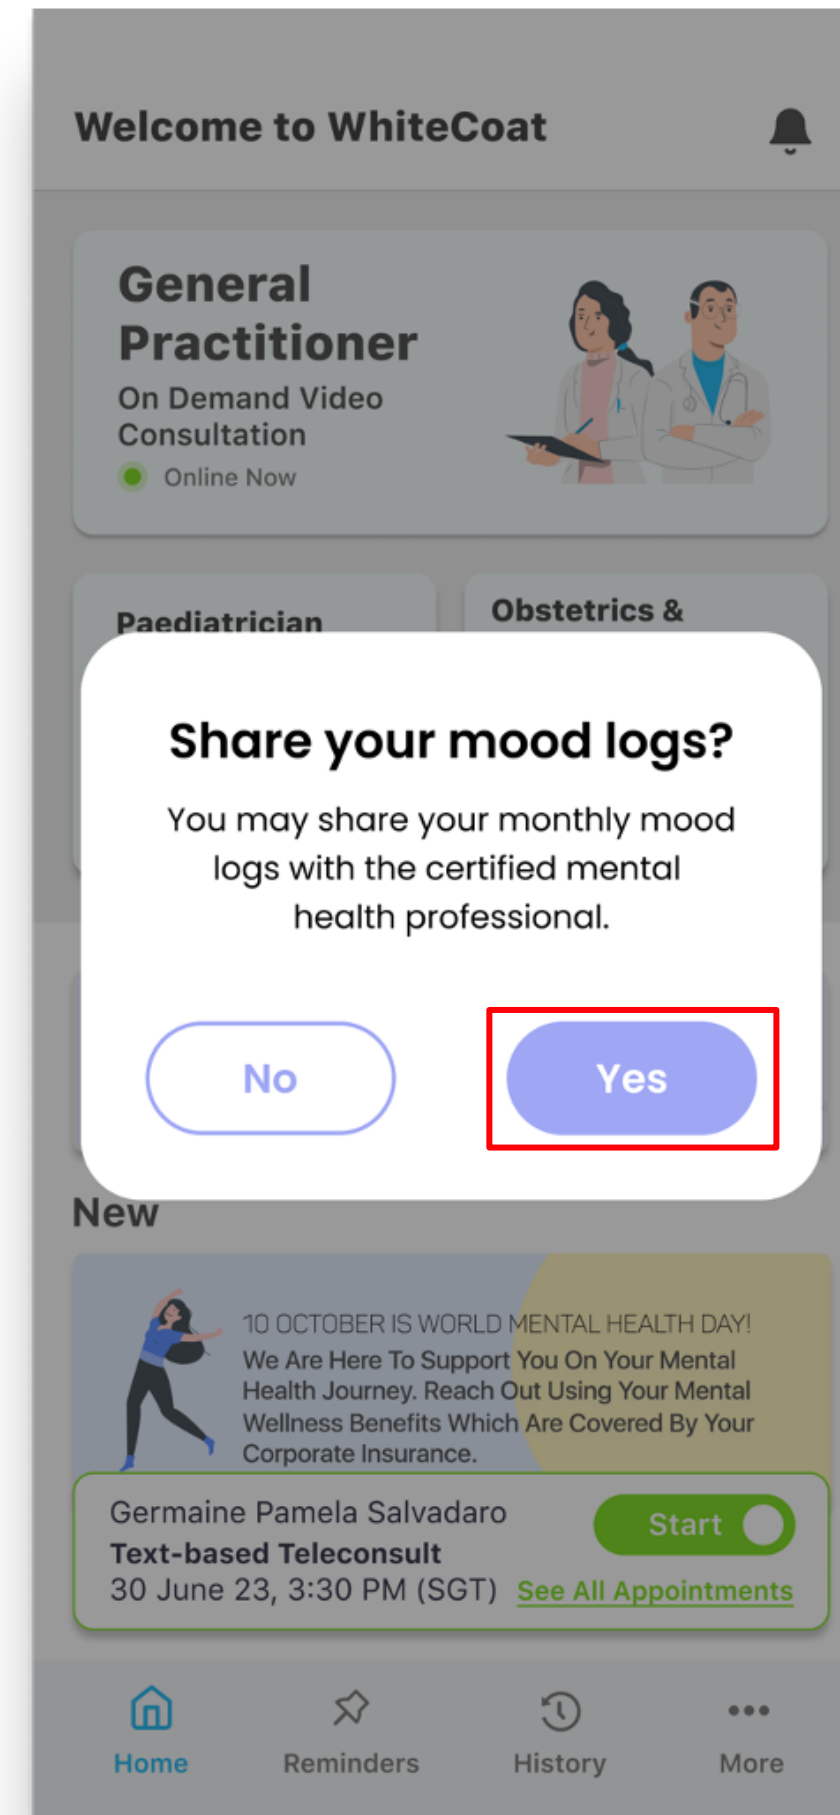 Welcome to WhiteCoat
General
Practitioner
On Demand Video
Consultation
Online Now
Paediatrician
Obstetrics &
Share your mood logs?
You may share your monthly mood
logs with the certified mental
health professional.
No
Yes
New
10 OCTOBER IS WORLD MENTAL HEALTH DAY!
We Are Here To Support You On Your Mental
Health Journey. Reach Out Using Your Mental
Wellness Benefits Which Are Covered By Your
Corporate Insurance.
Germaine Pamela Salvadaro
Start
Text-based Teleconsult
30 June 23, 3:30 PM (SGT)
See All Appointments
Home
Reminders
History
More